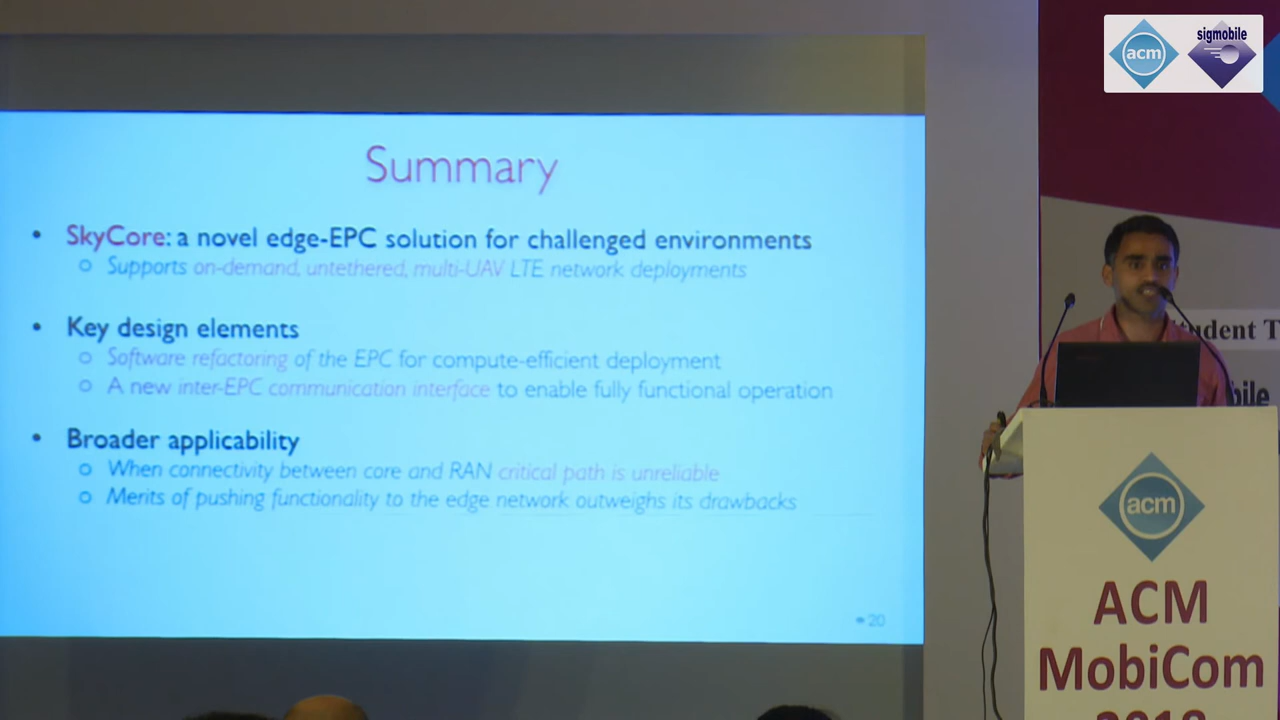 acm
sigmobile
Summary
• SkyCore: a novel edge-EPC solution for challenged environments
o Supports on-demand, untethered, multi-UAV LTE network deployments
• Key design elements
o Software refactoring of the EPC for compute-efficient deployment
o A new inter-EPC communication interface to enable fully functional operation
• Broader applicability
o When connectivity between core and RAN critical path is unreliable
o Merits of pushing functionality to the edge network outweighs its drawbacks
20
tudent T
bile
acm
ACM
MobiCom